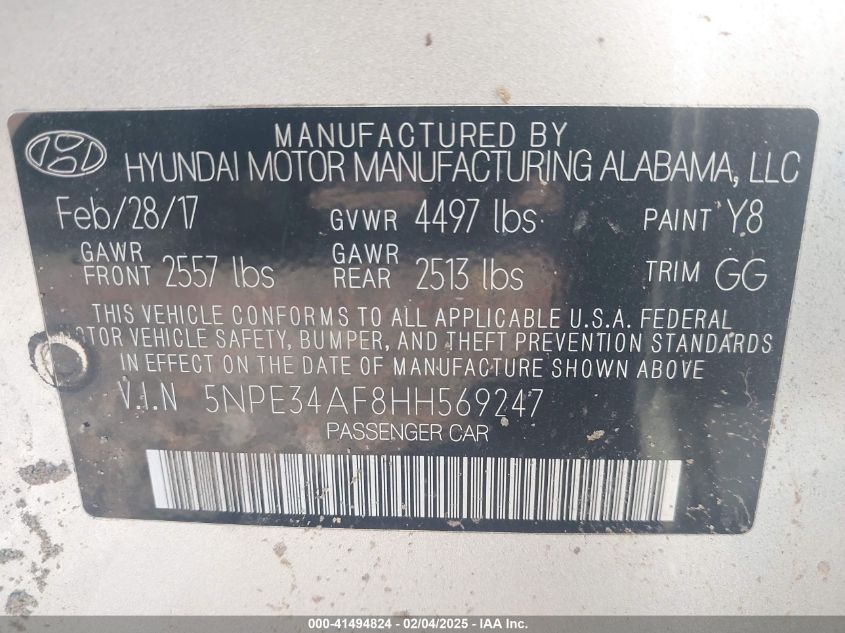 MANUFACTURED BY
HYUNDAI MOTOR MANUFACTURING ALABAMA, LLC
Feb/28/17 GVWR 4497 lbs PAINT Y8
GAWR FRONT 2557 lbs GAWR REAR 2513 lbs TRIM GG
THIS VEHICLE CONFORMS TO ALL APPLICABLE U.S.A. FEDERAL
MOTOR VEHICLE SAFETY, BUMPER, AND THEFT PREVENTION STANDARDS
IN EFFECT ON THE DATE OF MANUFACTURE SHOWN ABOVE
V.I.N 5NPE34AF8HH569247
PASSENGER CAR
000-41494824 - 02/04/2025 - IAA Inc.